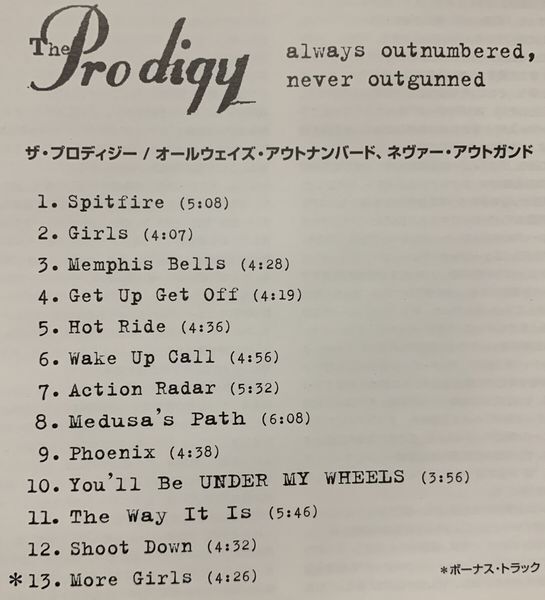 The Prodigy
always outnumbered,
never outgunned
ザ・プロディジー / オールウェイズ・アウトナンバード、ネヴァー・アウトガンド
1. Spitfire (5:08)
2. Girls (4:07)
3. Memphis Bells (4:28)
4. Get Up Get Off (4:19)
5. Hot Ride (4:36)
6. Wake Up Call (4:56)
7. Action Radar (5:32)
8. Medusa's Path (6:08)
9. Phoenix (4:38)
10. You'll Be UNDER MY WHEELS (3:56)
11. The Way It Is (5:46)
12. Shoot Down (4:32)
*13. More Girls (4:26)
*ボーナス・トラック